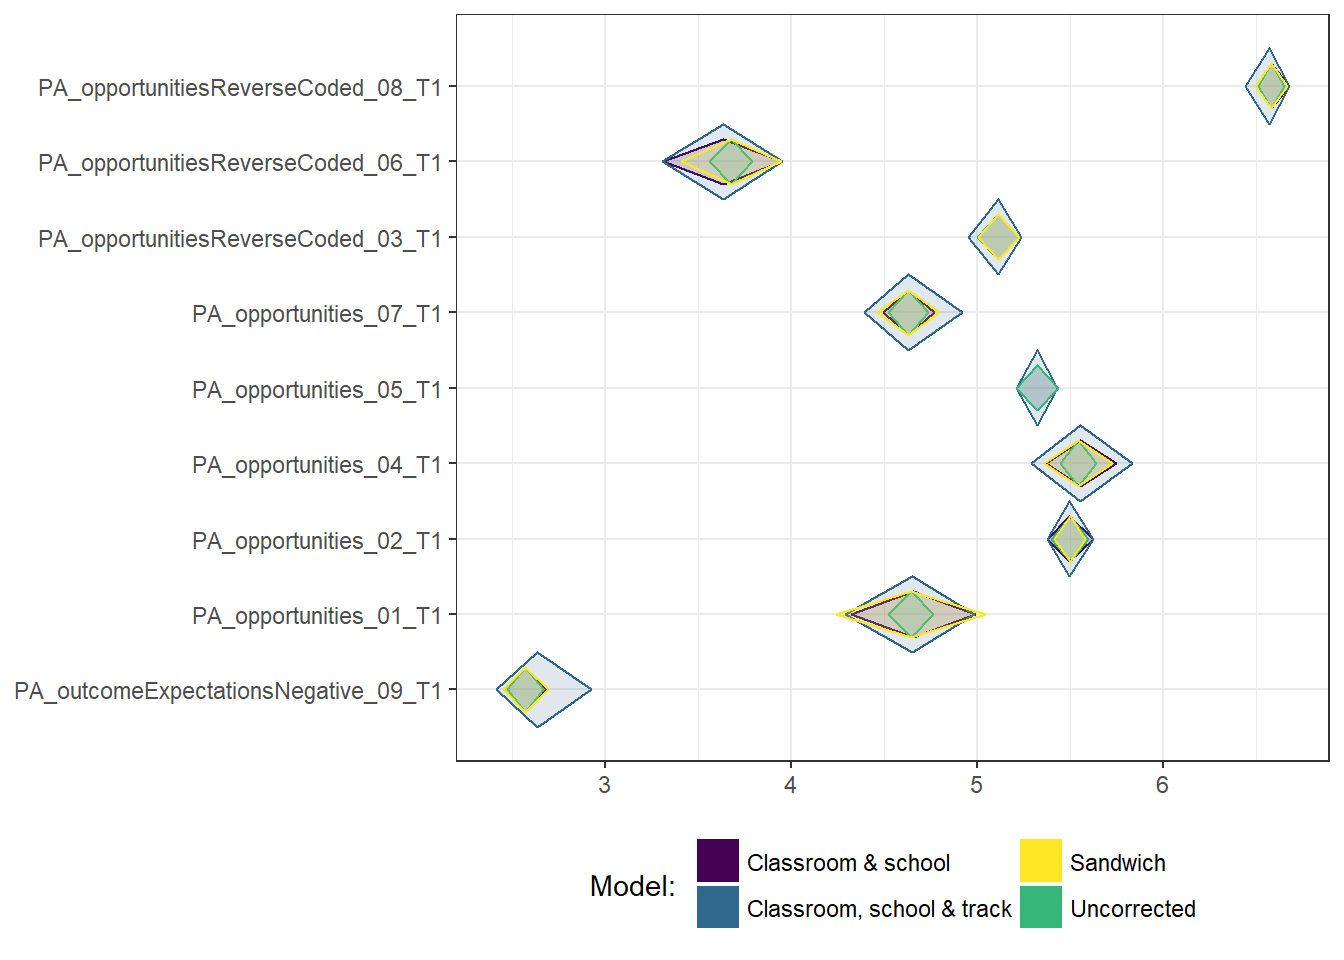 PA_opportunitiesReverseCoded_08_T1
PA_opportunitiesReverseCoded_06_T1
PA_opportunitiesReverseCoded_03_T1
PA_opportunities_07_T1
PA_opportunities_05_T1
PA_opportunities_04_T1
PA_opportunities_02_T1
PA_opportunities_01_T1
PA_outcomeExpectationsNegative_09_T1
3 4 5 6
Model:
Classroom & school
Classroom, school & track
Sandwich
Uncorrected